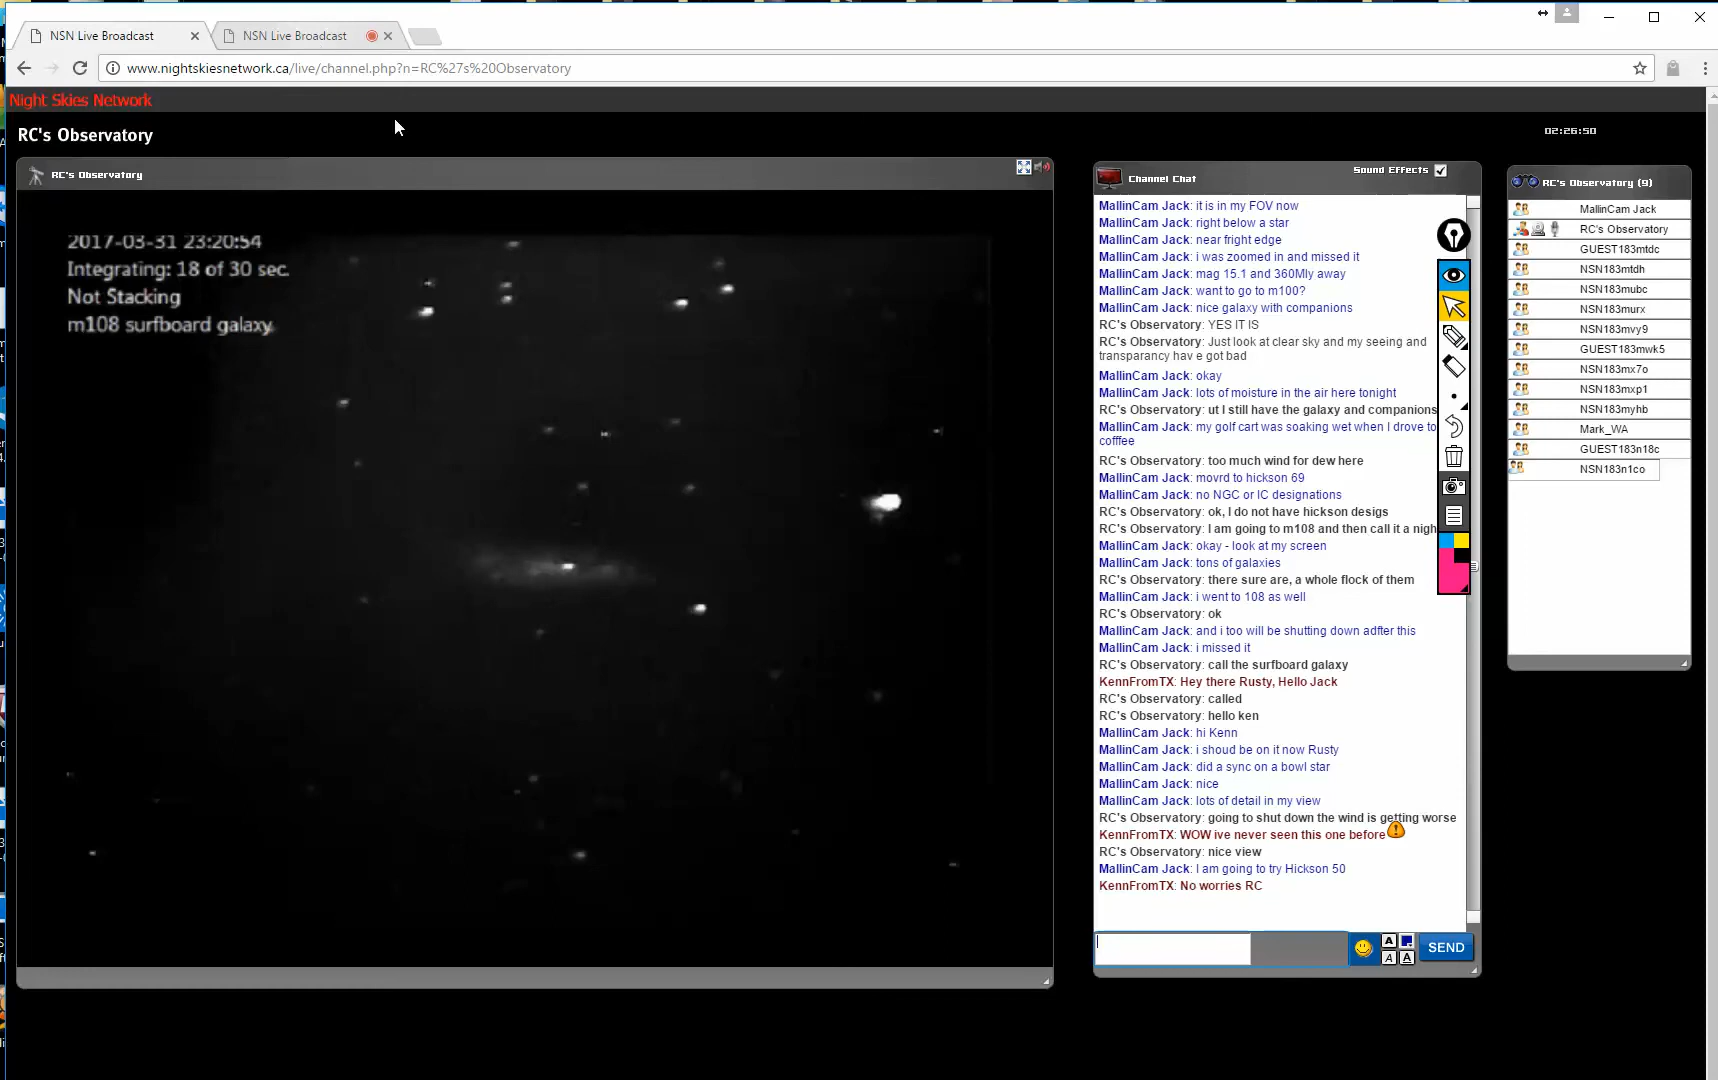 NSN Live Broadcast
NSN Live Broadcast
www.nightskiesnetwork.ca/live/channel.php?n=RC%27s%20Observatory
Night Skies Network
RC's Observatory
02:26:50
RC's Observatory
2017-03-31 23:20:54
Integrating: 18 of 30 sec.
Not Stacking
m108 surfboard galaxy
Channel Chat
Sound Effects
MallinCam Jack: it is in my FOV now
MallinCam Jack: right below a star
MallinCam Jack: near fright edge
MallinCam Jack: i was zoomed in and missed it
MallinCam Jack: mag 15.1 and 360Mly away
MallinCam Jack: want to go to m100?
MallinCam Jack: nice galaxy with companions
RC's Observatory: YES IT IS
RC's Observatory: Just look at clear sky and my seeing and
transparancy hav e got bad
MallinCam Jack: okay
MallinCam Jack: lots of moisture in the air here tonight
RC's Observatory: ut I still have the galaxy and companions
MallinCam Jack: my golf cart was soaking wet when I drove to
cofffee
RC's Observatory: too much wind for dew here
MallinCam Jack: movrd to hickson 69
MallinCam Jack: no NGC or IC designations
RC's Observatory: ok, I do not have hickson desigs
RC's Observatory: I am going to m108 and then call it a nigh
MallinCam Jack: okay - look at my screen
MallinCam Jack: tons of galaxies
RC's Observatory: there sure are, a whole flock of them
MallinCam Jack: i went to 108 as well
RC's Observatory: ok
MallinCam Jack: and i too will be shutting down adfter this
MallinCam Jack: i missed it
RC's Observatory: call the surfboard galaxy
KennFromTX: Hey there Rusty, Hello Jack
RC's Observatory: called
RC's Observatory: hello ken
MallinCam Jack: hi Kenn
MallinCam Jack: i shoud be on it now Rusty
MallinCam Jack: did a sync on a bowl star
MallinCam Jack: nice
MallinCam Jack: lots of detail in my view
RC's Observatory: going to shut down the wind is getting worse
KennFromTX: WOW ive never seen this one before
RC's Observatory: nice view
MallinCam Jack: I am going to try Hickson 50
KennFromTX: No worries RC
A
A
A
SEND
RC's Observatory (9)
MallinCam Jack
RC's Observatory
GUEST183mtdc
NSN183mtdh
NSN183mubc
NSN183murx
NSN183mvy9
GUEST183mwk5
NSN183mx7o
NSN183mxp1
NSN183myhb
Mark_WA
GUEST183n18c
NSN183n1co